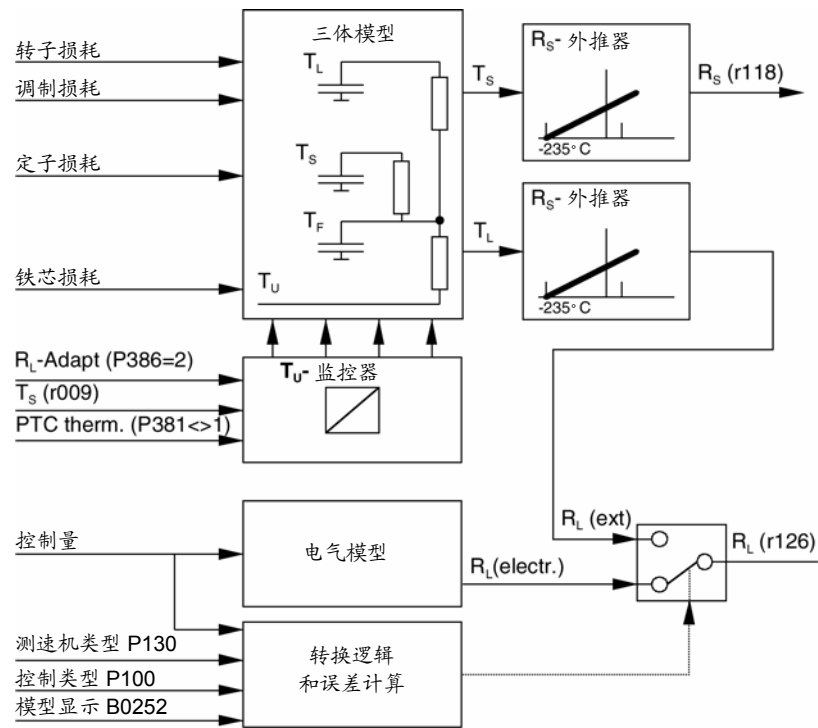 三体模型
转子损耗
调制损耗
定子损耗
铁芯损耗
T_L
T_S
T_F
T_U
T_S
T_L
R_S- 外推器
-235°C
R_S (r118)
R_S- 外推器
-235°C
R_L-Adapt (P386=2)
T_S (r009)
PTC therm. (P381<>1)
T_U- 监控器
控制量
电气模型
R_L (ext)
R_L(electr.)
R_L (r126)
测速机类型 P130
控制类型 P100
模型显示 B0252
转换逻辑
和误差计算